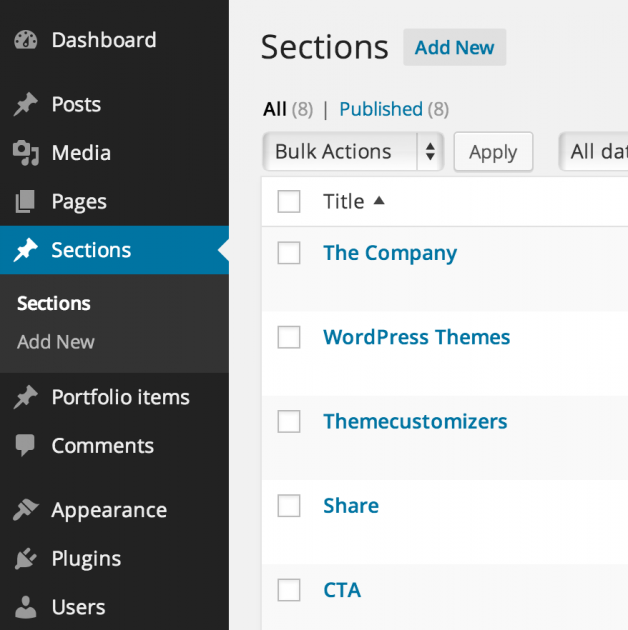 Dashboard
Posts
Media
Pages
Sections
Sections
Add New
Portfolio items
Comments
Appearance
Plugins
Users
Sections Add New
All (8) | Published (8)
Bulk Actions Apply All dat
Title
The Company
WordPress Themes
Themecustomizers
Share
CTA